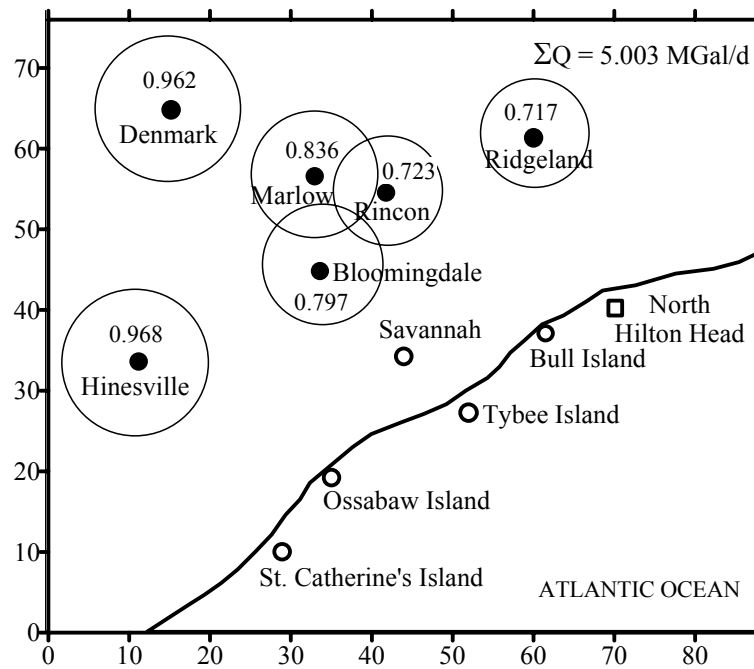 ΣQ = 5.003 MGal/d
0.962
Denmark
0.836
Marlow
0.723
Rincon
0.717
Ridgeland
Bloomingdale
0.797
0.968
Hinesville
Savannah
North
Hilton Head
Bull Island
Tybee Island
Ossabaw Island
St. Catherine's Island
ATLANTIC OCEAN
70
60
50
40
30
20
10
0
0 10 20 30 40 50 60 70 80